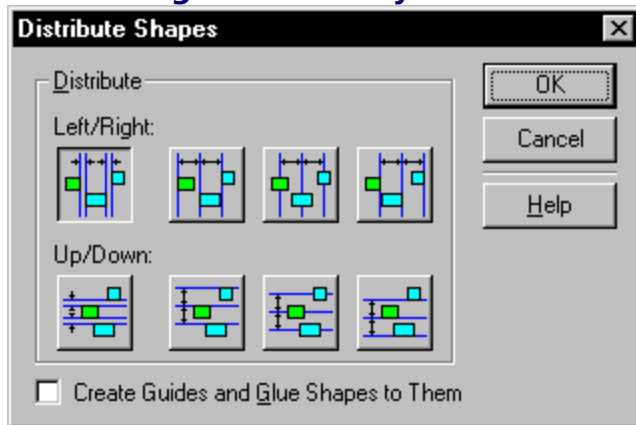 Distribute Shapes
Distribute
OK
Left/Right:
Cancel
Help
Up/Down:
Create Guides and Glue Shapes to Them